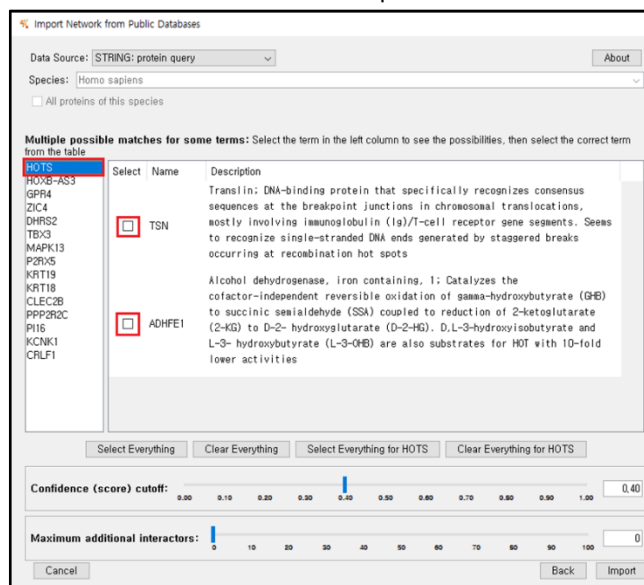 Import Network from Public Databases
Data Source: STRING: protein query
About
Species: Homo sapiens
All proteins of this species
Multiple possible matches for some terms: Select the term in the left column to see the possibilities, then select the correct term
from the table
HOTS
HOXB-AS3
GPR4
ZIC4
DHRS2
TBX3
MAPK13
P2RX5
KRT19
KRT18
CLEC2B
PPP2R2C
PI16
KCNK1
CRLF1
Select Name Description
TSN
Translin; DNA-binding protein that specifically recognizes consensus
sequences at the breakpoint junctions in chromosomal translocations,
mostly involving immunoglobulin (Ig)/T-cell receptor gene segments. Seems
to recognize single-stranded DNA ends generated by staggered breaks
occurring at recombination hot spots
ADHFE1
Alcohol dehydrogenase, iron containing, 1; Catalyzes the
cofactor-independent reversible oxidation of gamma-hydroxybutyrate (GHB)
to succinic semialdehyde (SSA) coupled to reduction of 2-ketoglutarate
(2-KG) to D-2- hydroxyglutarate (D-2-HG). D,L-3-hydroxyisobutyrate and
L-3- hydroxybutyrate (L-3-OHB) are also substrates for HOT with 10-fold
lower activities
Select Everything Clear Everything Select Everything for HOTS Clear Everything for HOTS
Confidence (score) cutoff:
0.00 0.10 0.20 0.30 0.40 0.50 0.60 0.70 0.80 0.90 1.00
0.40
Maximum additional interactors:
0 10 20 30 40 50 60 70 80 90 100
0
Cancel Back Import